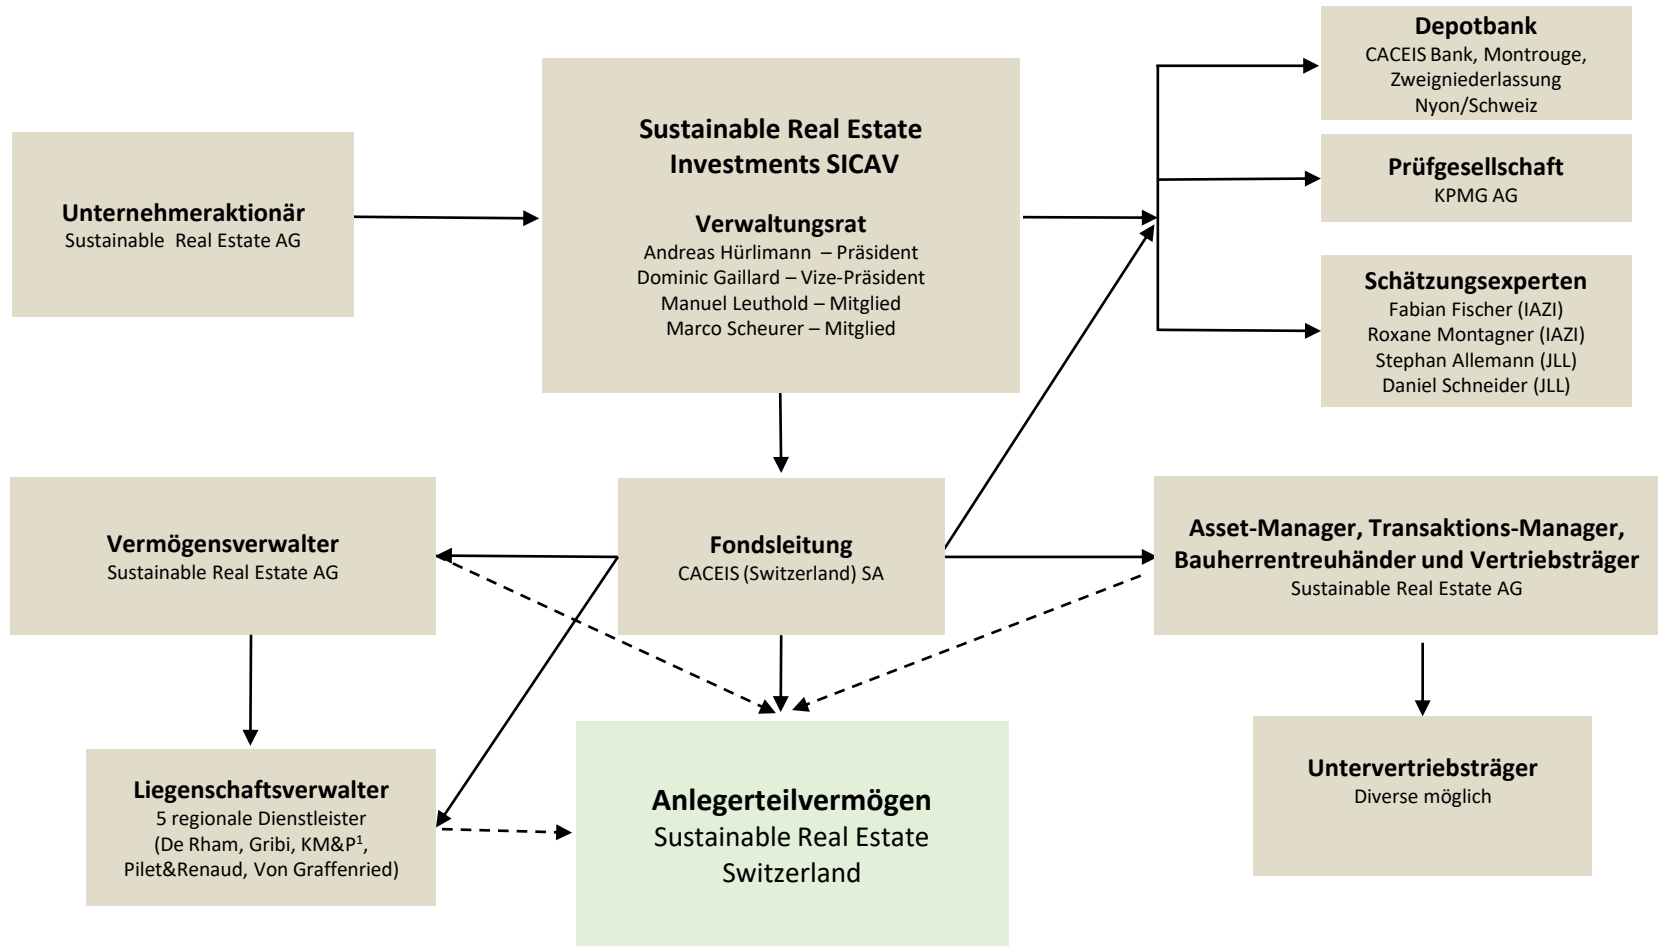 Depotbank
CACEIS Bank, Montrouge,
Zweigniederlassung
Nyon/Schweiz
Sustainable Real Estate
Investments SICAV
Verwaltungsrat
Andreas Hürlimann – Präsident
Dominic Gaillard – Vize-Präsident
Manuel Leuthold – Mitglied
Marco Scheurer – Mitglied
Unternehmeraktionär
Sustainable Real Estate AG
Prüfgesellschaft
KPMG AG
Schätzungsexperten
Fabian Fischer (IAZI)
Roxane Montagner (IAZI)
Stephan Allemann (JLL)
Daniel Schneider (JLL)
Vermögensverwalter
Sustainable Real Estate AG
Fondsleitung
CACEIS (Switzerland) SA
Asset-Manager, Transaktions-Manager,
Bauherrentreuhänder und Vertriebsträger
Sustainable Real Estate AG
Liegenschaftsverwalter
5 regionale Dienstleister
(De Rham, Gribi, KM&P¹,
Pilet&Renaud, Von Graffenried)
Anlegerteilvermögen
Sustainable Real Estate
Switzerland
Untervertriebsträger
Diverse möglich